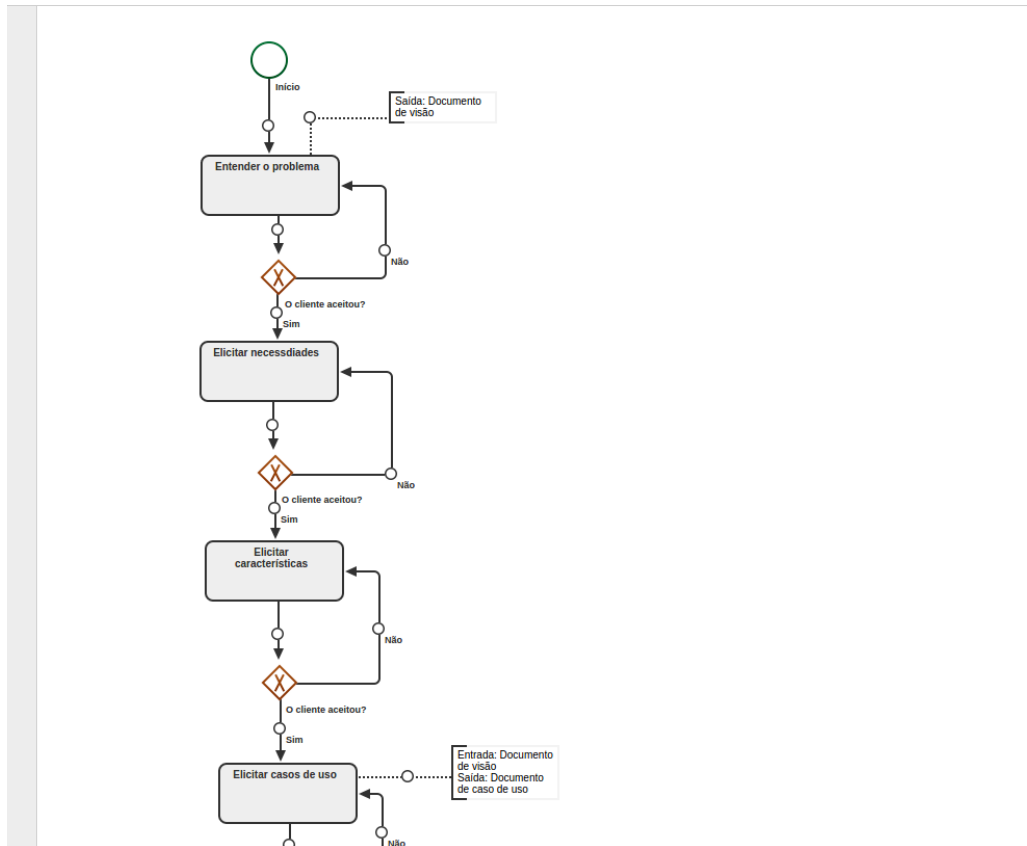 Início
Saída: Documento
de visão
Entender o problema
Não
O cliente aceitou?
Sim
Elicitar necessdiades
Não
O cliente aceitou?
Sim
Elicitar
características
Não
O cliente aceitou?
Sim
Entrada: Documento
de visão
Saída: Documento
de caso de uso
Elicitar casos de uso
Não